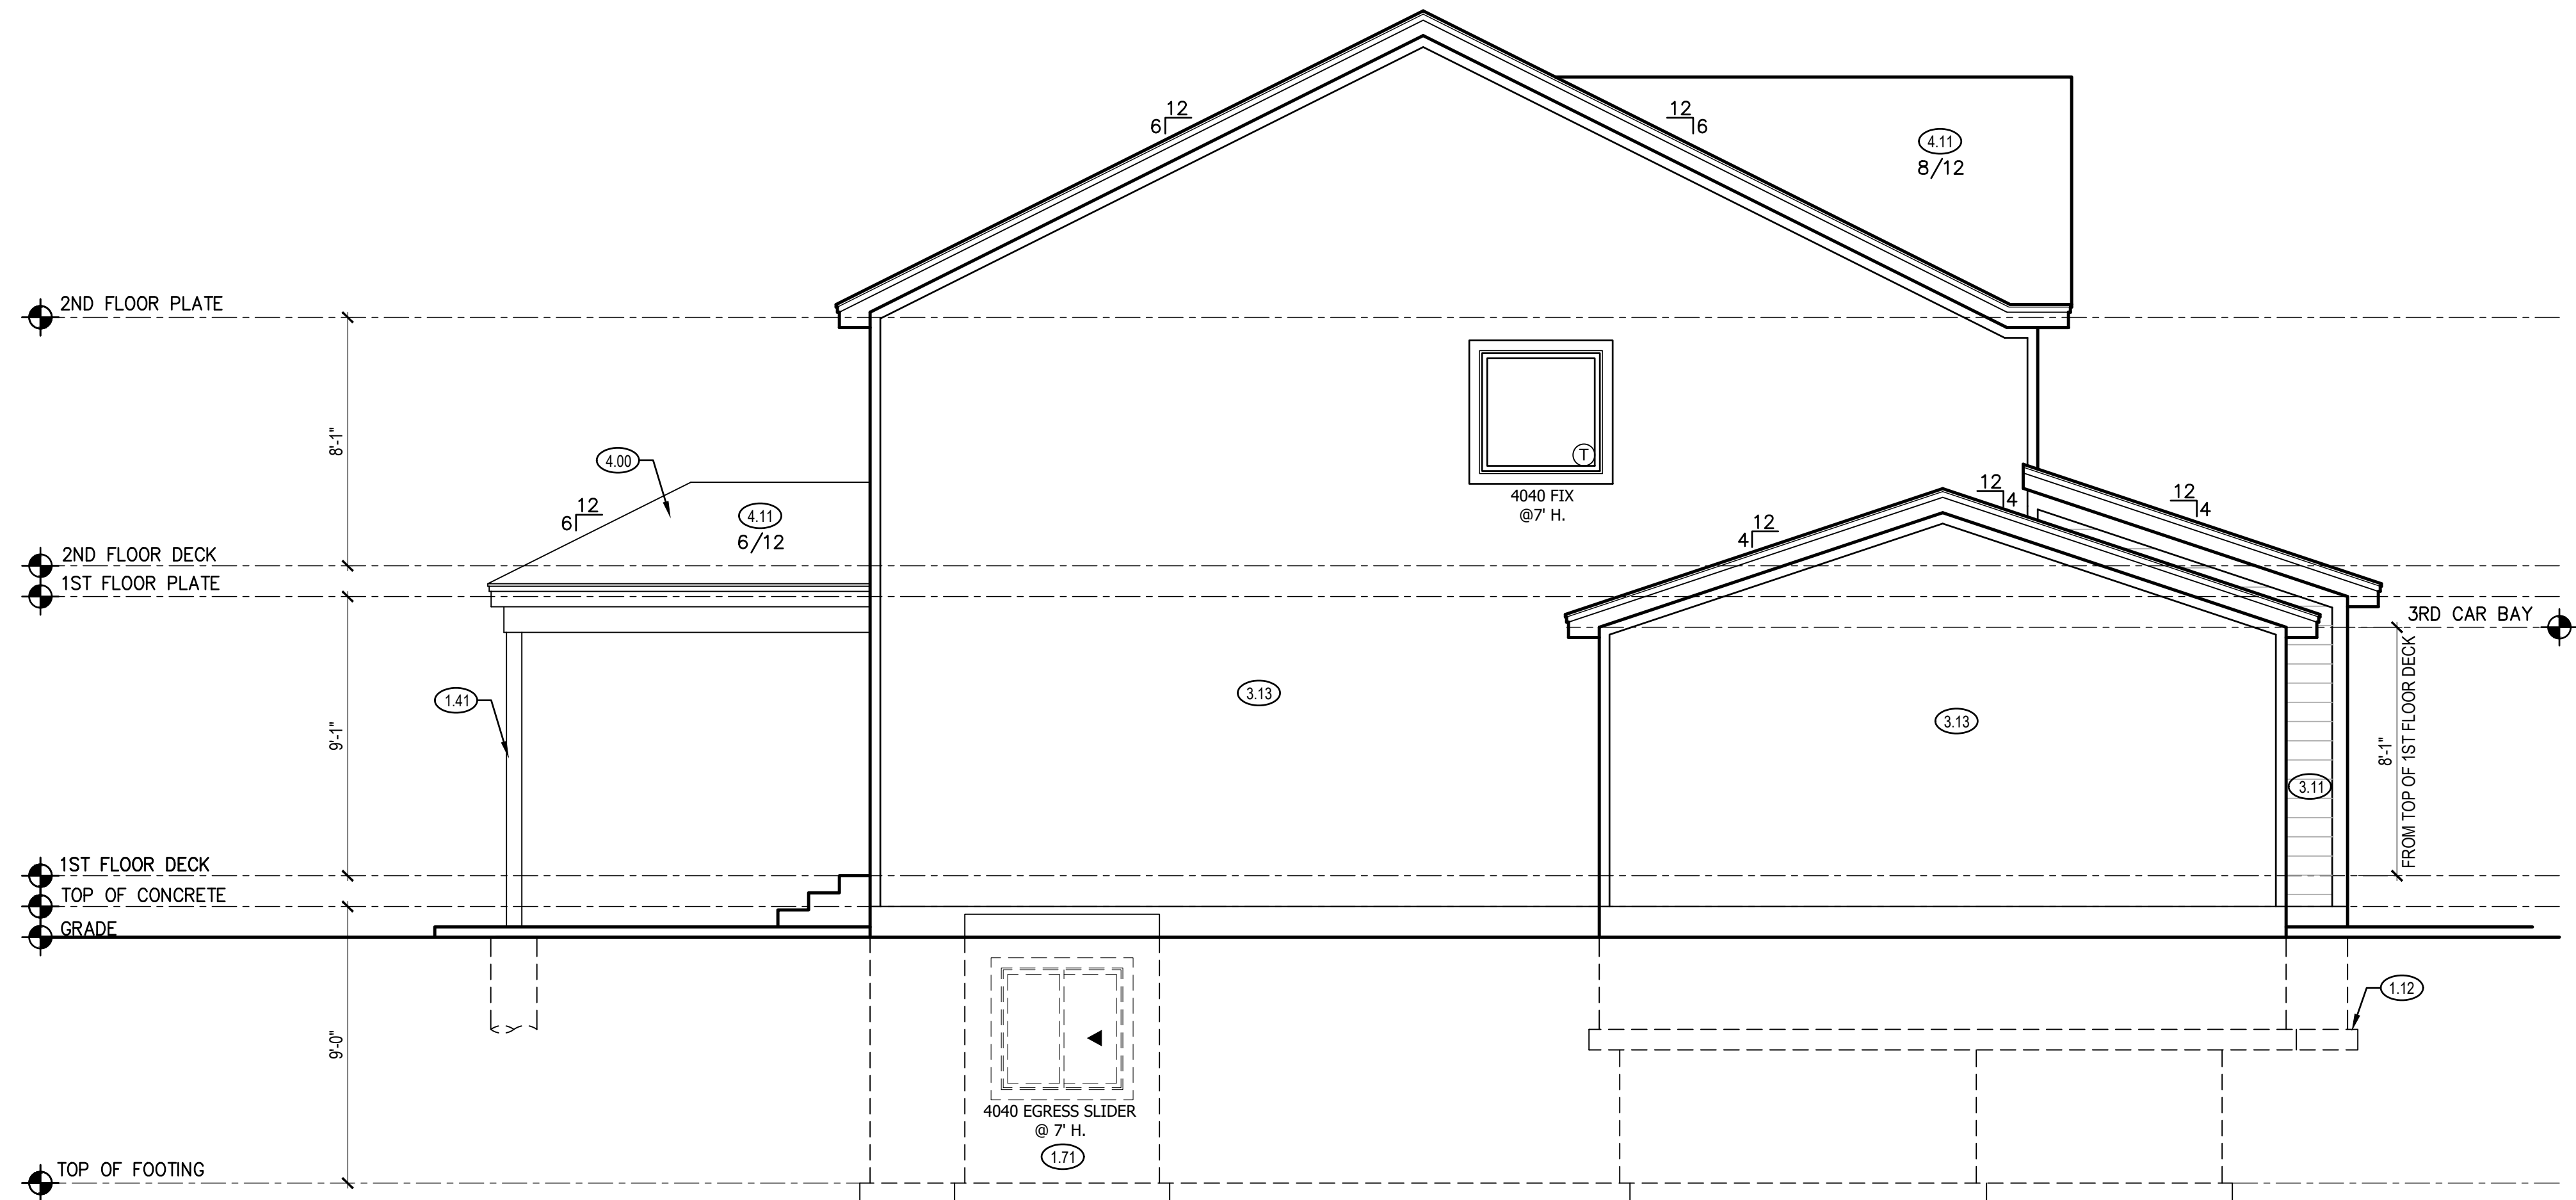 12
6
12
6
4.11
8/12
2ND FLOOR PLATE
8'-1"
4.00
12
6
4.11
6/12
T
4040 FIX
@7' H.
12
4
12
4
12
4
2ND FLOOR DECK
1ST FLOOR PLATE
3RD CAR BAY
9'-1"
1.41
3.13
3.13
3.11
8'-1"
FROM TOP OF 1ST FLOOR DECK
1ST FLOOR DECK
TOP OF CONCRETE
GRADE
9'-0"
1.12
4040 EGRESS SLIDER
@ 7' H.
1.71
TOP OF FOOTING